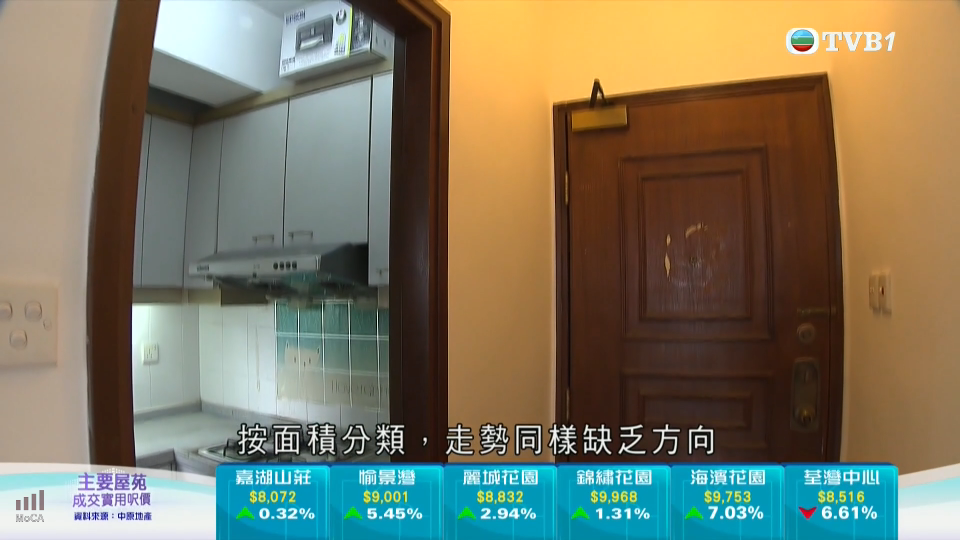 EPSON
TVB1
按面積分類，走勢同樣缺乏方向
主要屋苑
成交實用呎價
資料來源：中原地產
MoCA
嘉湖山莊
$8,072
0.32%
愉景灣
$9,001
5.45%
麗城花園
$8,832
2.94%
錦繡花園
$9,968
1.31%
海濱花園
$9,753
7.03%
荃灣中心
$8,516
6.61%